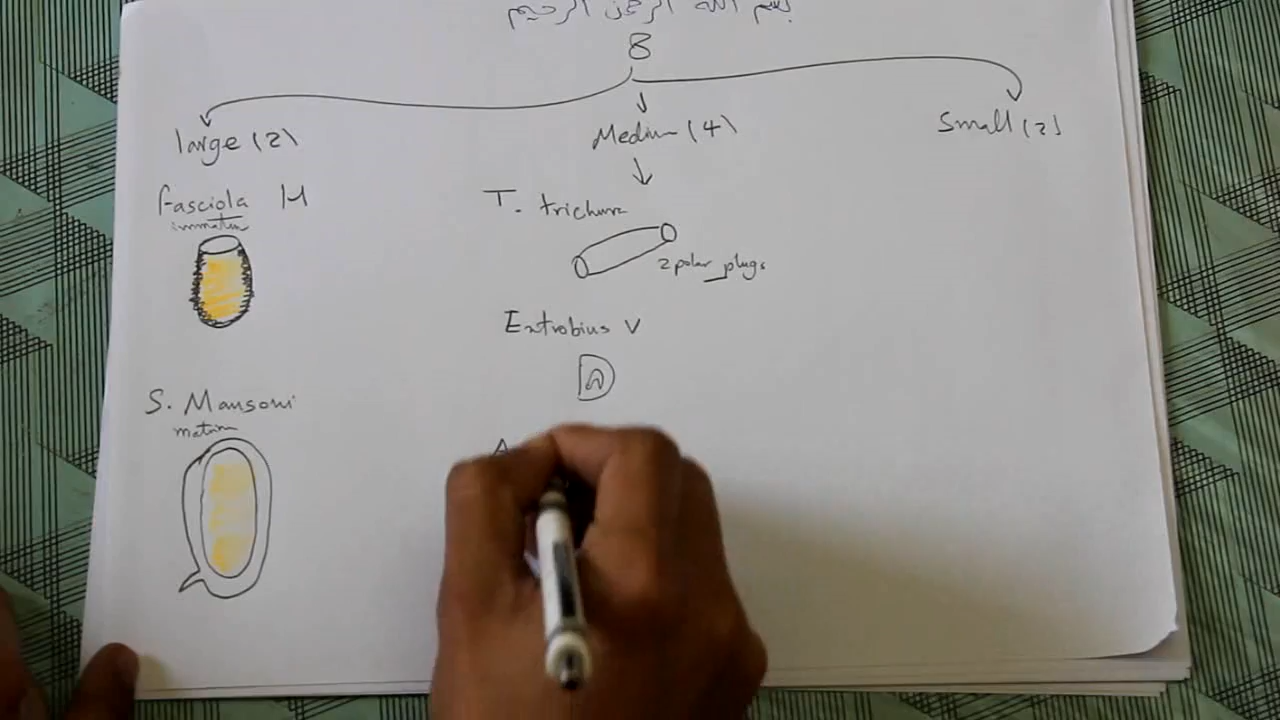 بسم الله الرحمن الرحيم
8
large (2)
Medium (4)
Small (2)
fasciola H
immature
T. trichura
2 polar plugs
Entrobius V
S. Mansoni
mature
A